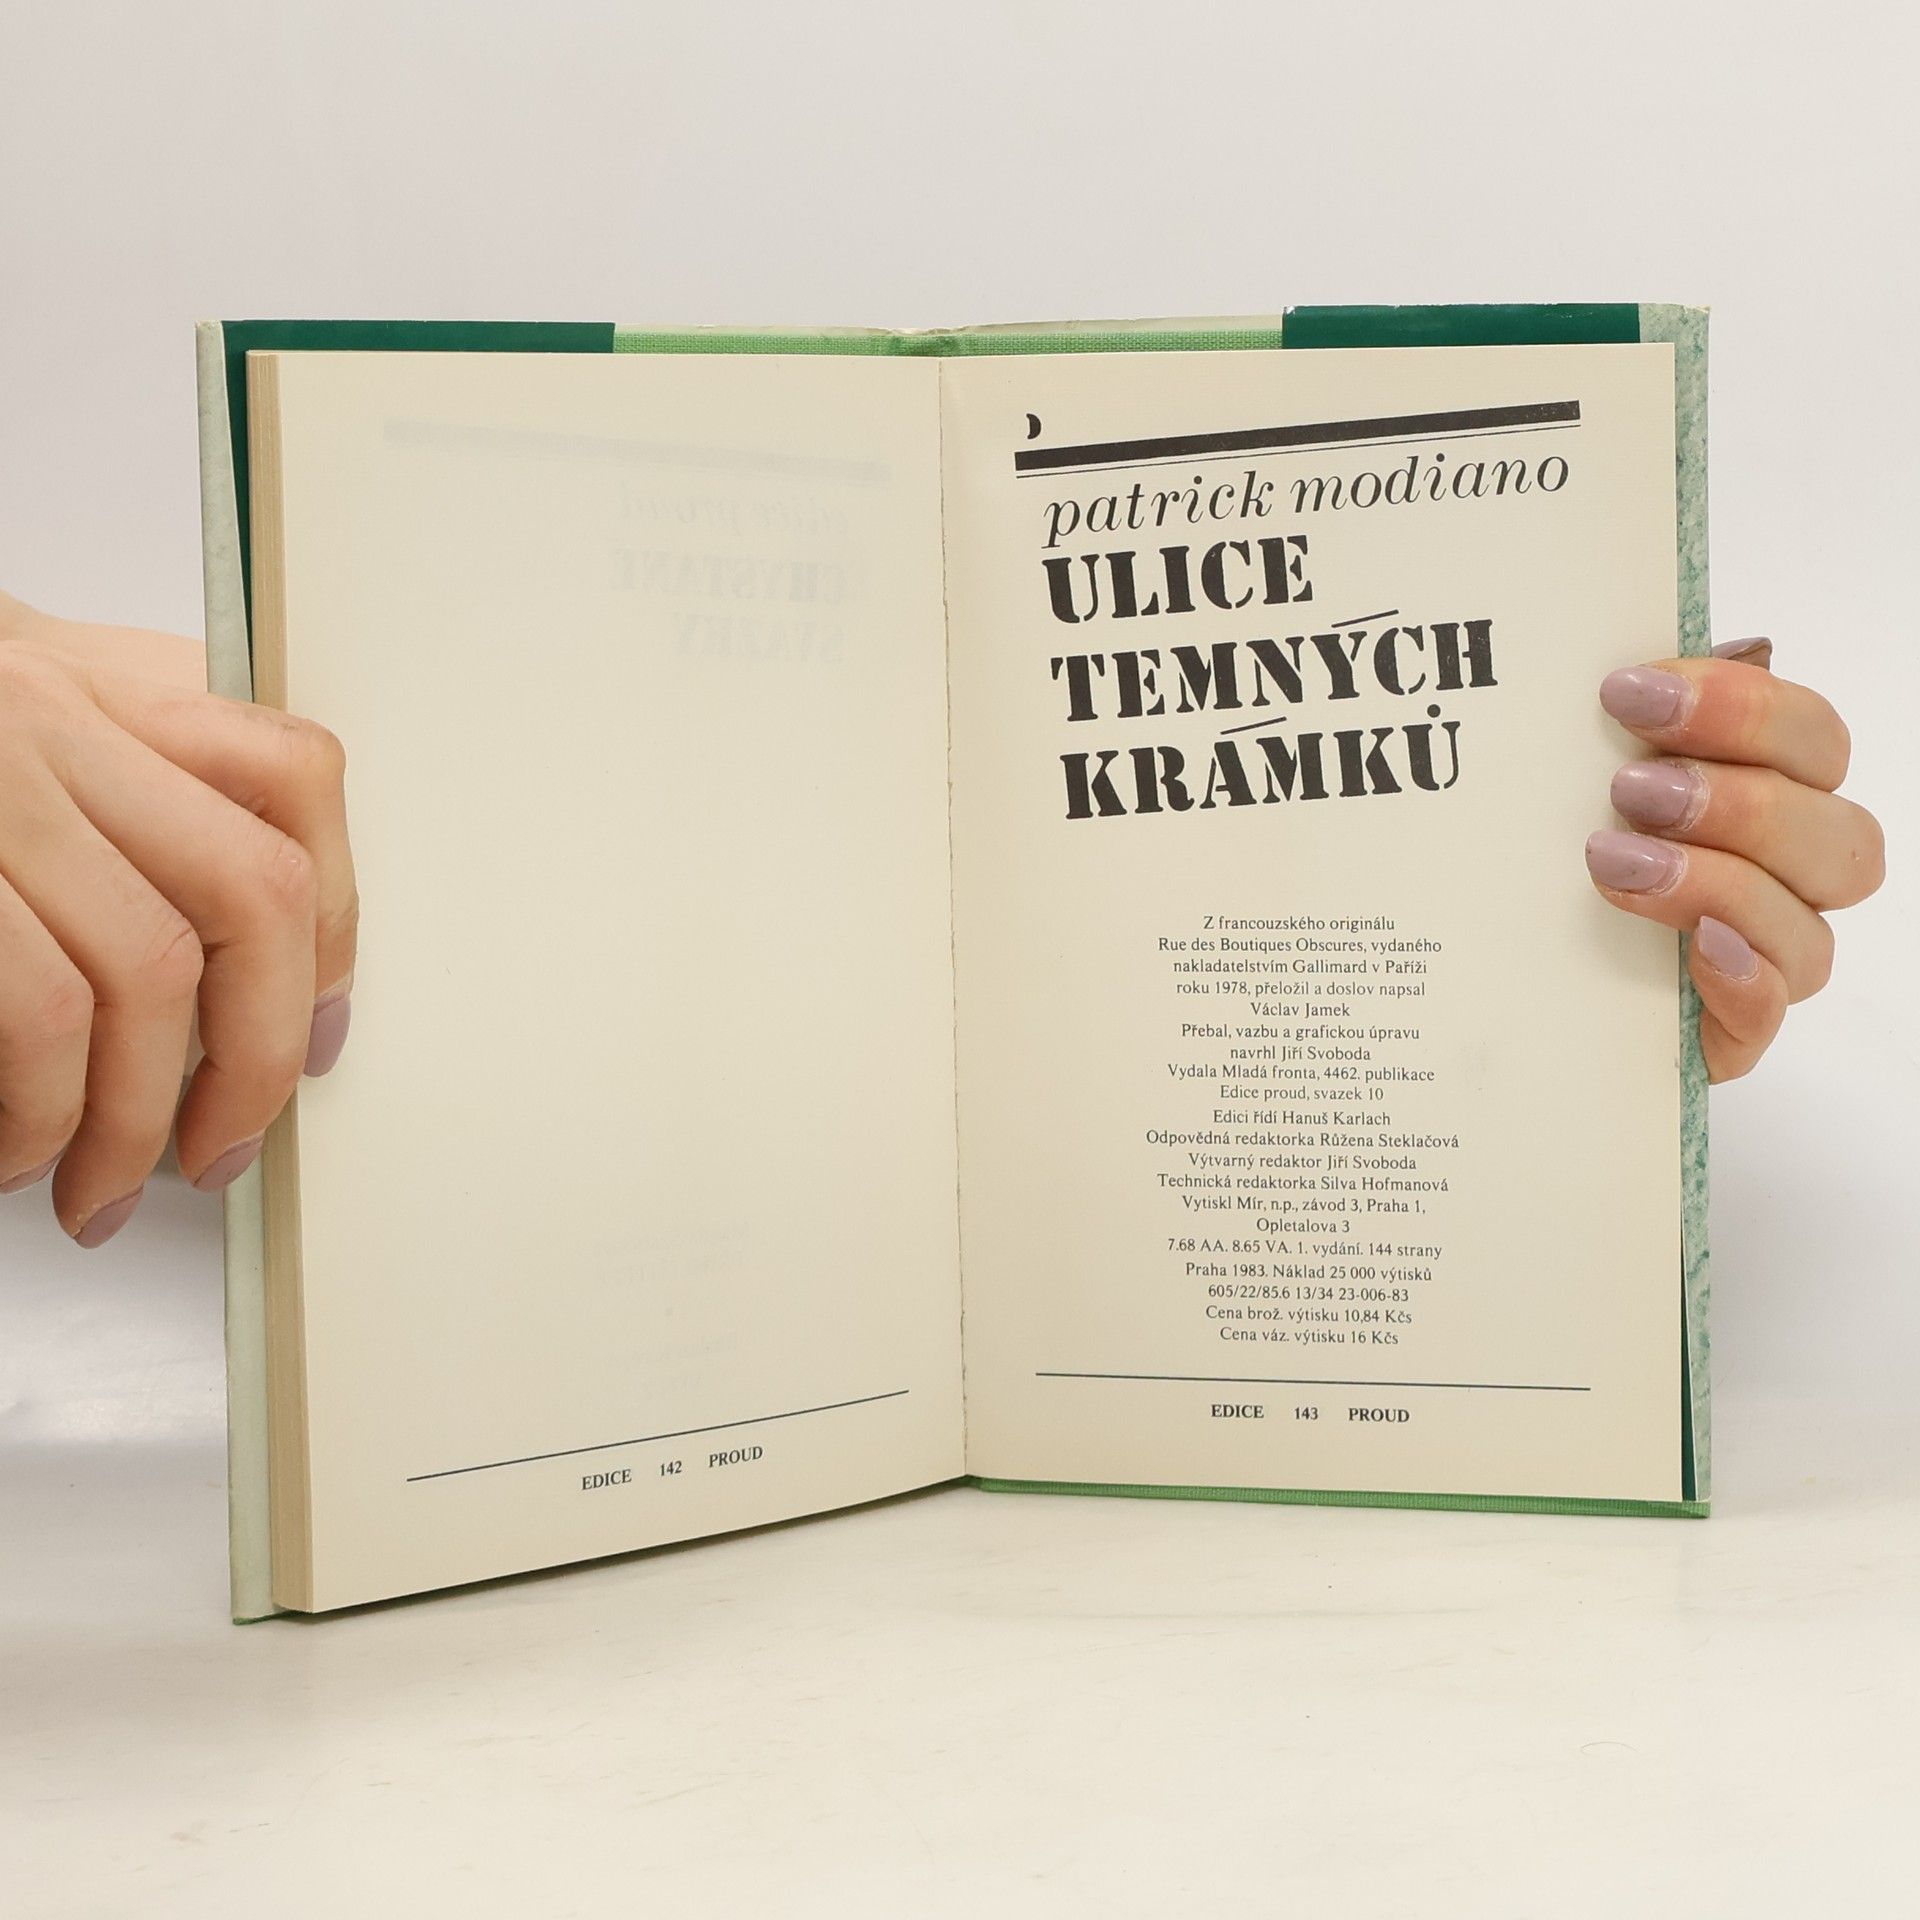 edice proud
CHYSTANÉ
SVAZKY
EDICE 142 PROUD
patrick modiano
ULICE
TEMNÝCH
KRÁMKŮ
Z francouzského originálu
Rue des Boutiques Obscures, vydaného
nakladatelstvím Gallimard v Paříži
roku 1978, přeložil a doslov napsal
Václav Jamek
Přebal, vazbu a grafickou úpravu
navrhl Jiří Svoboda
Vydala Mladá fronta, 4462. publikace
Edice proud, svazek 10
Edici řídí Hanuš Karlach
Odpovědná redaktorka Růžena Steklačová
Výtvarný redaktor Jiří Svoboda
Technická redaktorka Silva Hofmanová
Vytiskl Mír, n.p., závod 3, Praha 1,
Opletalova 3
7.68 AA. 8.65 VA. 1. vydání. 144 strany
Praha 1983. Náklad 25 000 výtisků
605/22/85.6 13/34 23-006-83
Cena brož. výtisku 10,84 Kčs
Cena váz. výtisku 16 Kčs
EDICE 143 PROUD